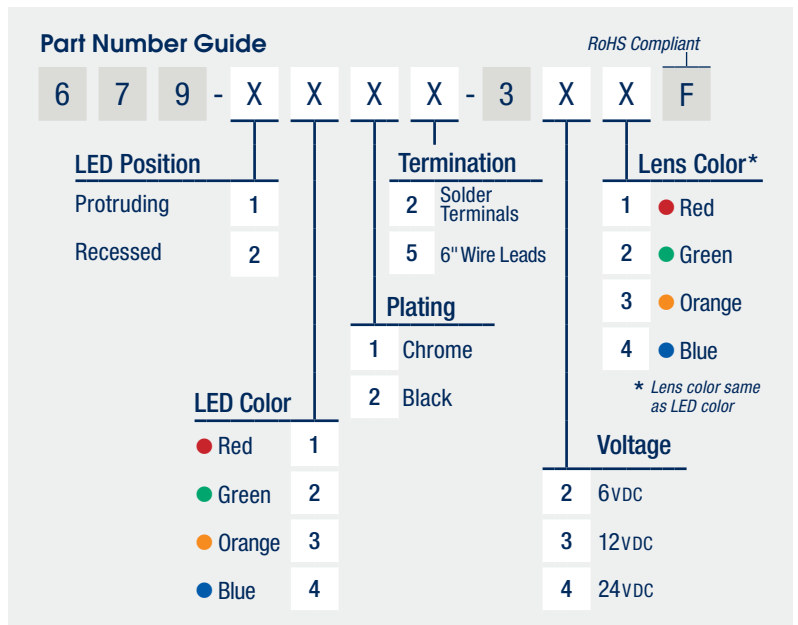 Part Number Guide
RoHS Compliant
6 7 9 - X X X X - 3 X X F
LED Position
Protruding 1
Recessed 2
Termination
2 Solder
Terminals
5 6" Wire Leads
Lens Color*
1 Red
2 Green
3 Orange
4 Blue
* Lens color same
as LED color
Plating
1 Chrome
2 Black
LED Color
Red 1
Green 2
Orange 3
Blue 4
Voltage
2 6VDC
3 12VDC
4 24VDC